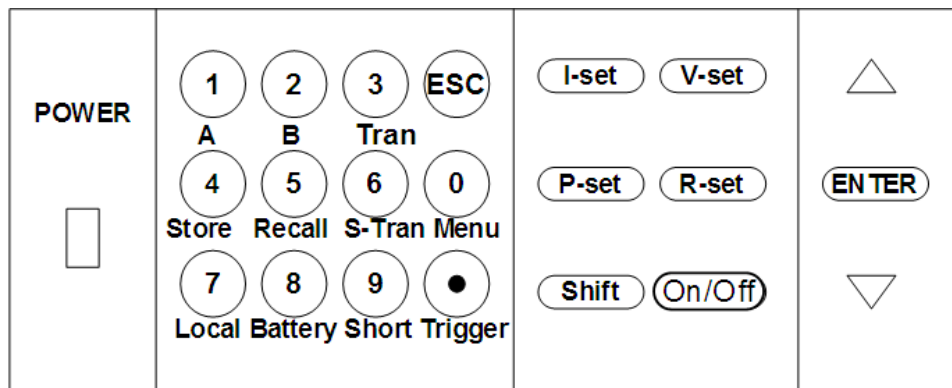 POWER
1 2 3 ESC
A B Tran
4 5 6 0
Store Recall S-Tran Menu
7 8 9
Local Battery Short Trigger
I-set V-set
P-set R-set
Shift On/Off
ENTER